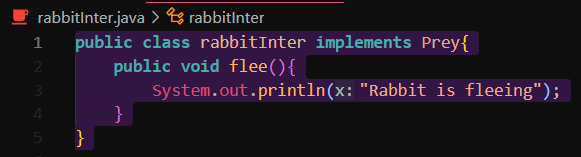 rabbitInter.java > rabbitInter
1 public class rabbitInter implements Prey{
2     public void flee(){
3         System.out.println(x:"Rabbit is fleeing");
4     }
5 }